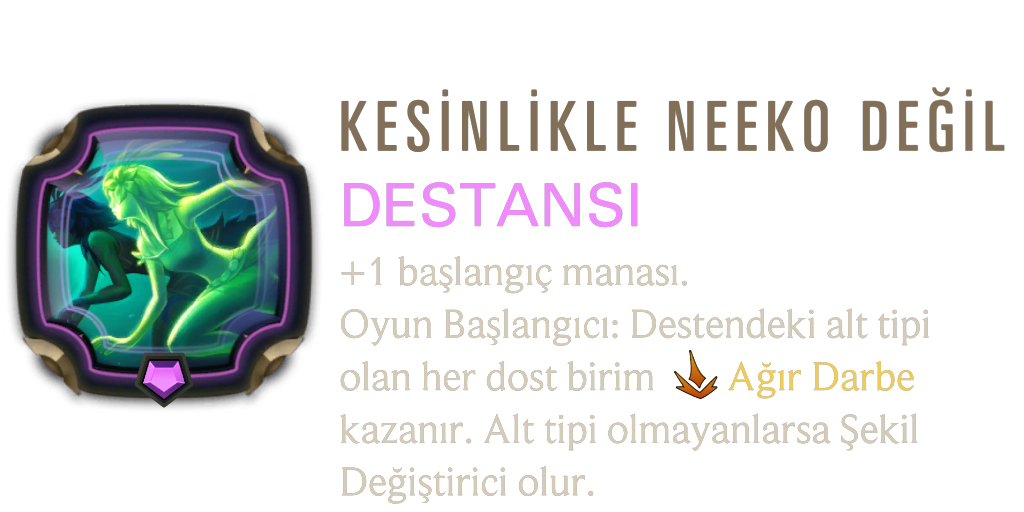 KESİNLİKLE NEEKO DEĞİL
DESTANSI
+1 başlangıç manası.
Oyun Başlangıcı: Destendeki alt tipi
olan her dost birim Ağır Darbe
kazanır. Alt tipi olmayanlarsa Şekil
Değiştirici olur.